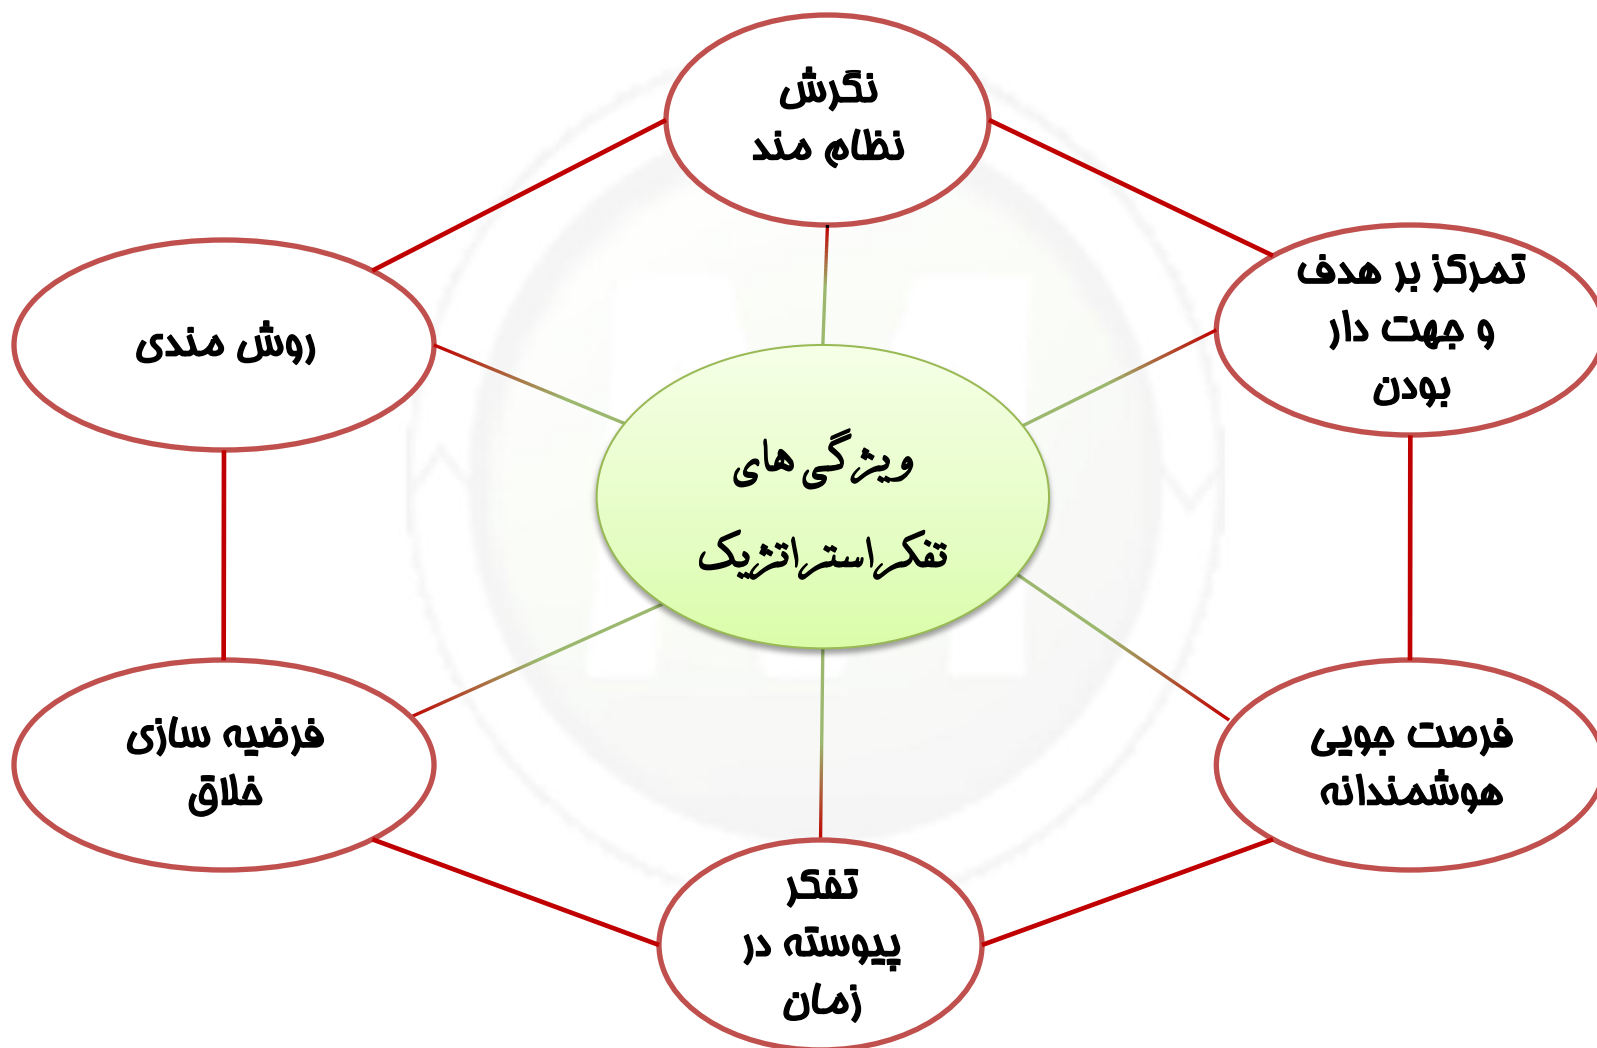 نگرش
نظام مند
تمرکز بر هدف
و جهت دار
بودن
روش مندی
ویژگی های
تفکراستراتژیک
فرصت جویی
هوشمندانه
فرضیه سازی
خلاق
تفکر
پیوسته در
زمان